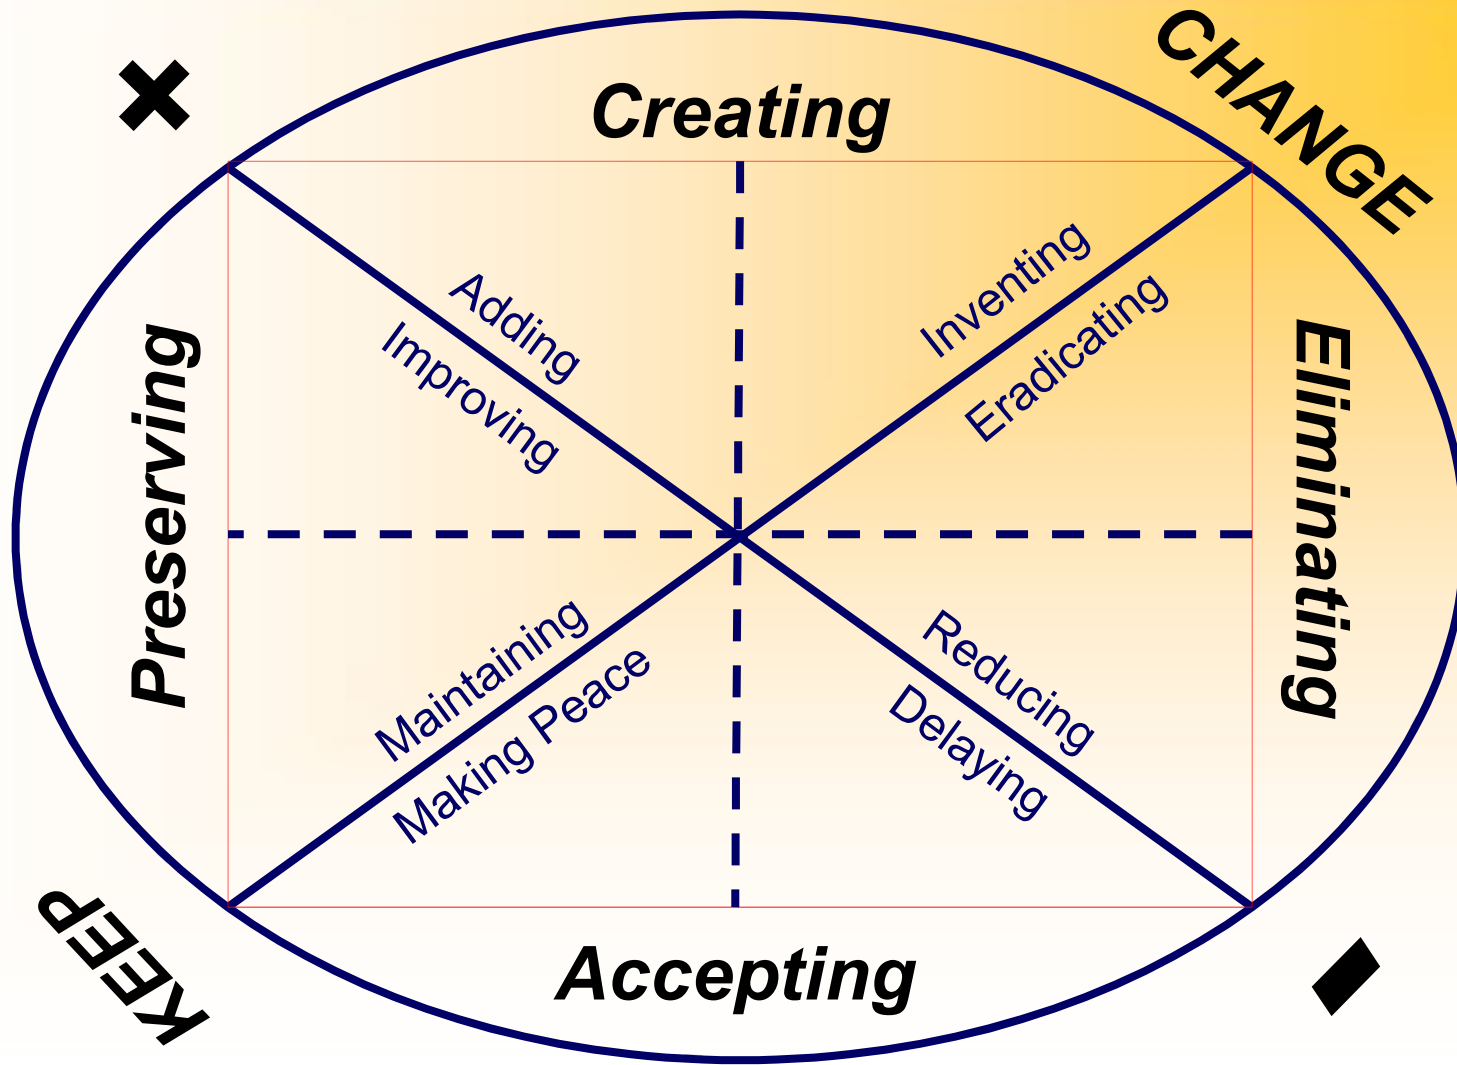 CHANGE
Creating
Adding
Improving
Inventing
Eradicating
Preserving
Eliminating
Maintaining
Making Peace
Reducing
Delaying
Accepting
KEEP